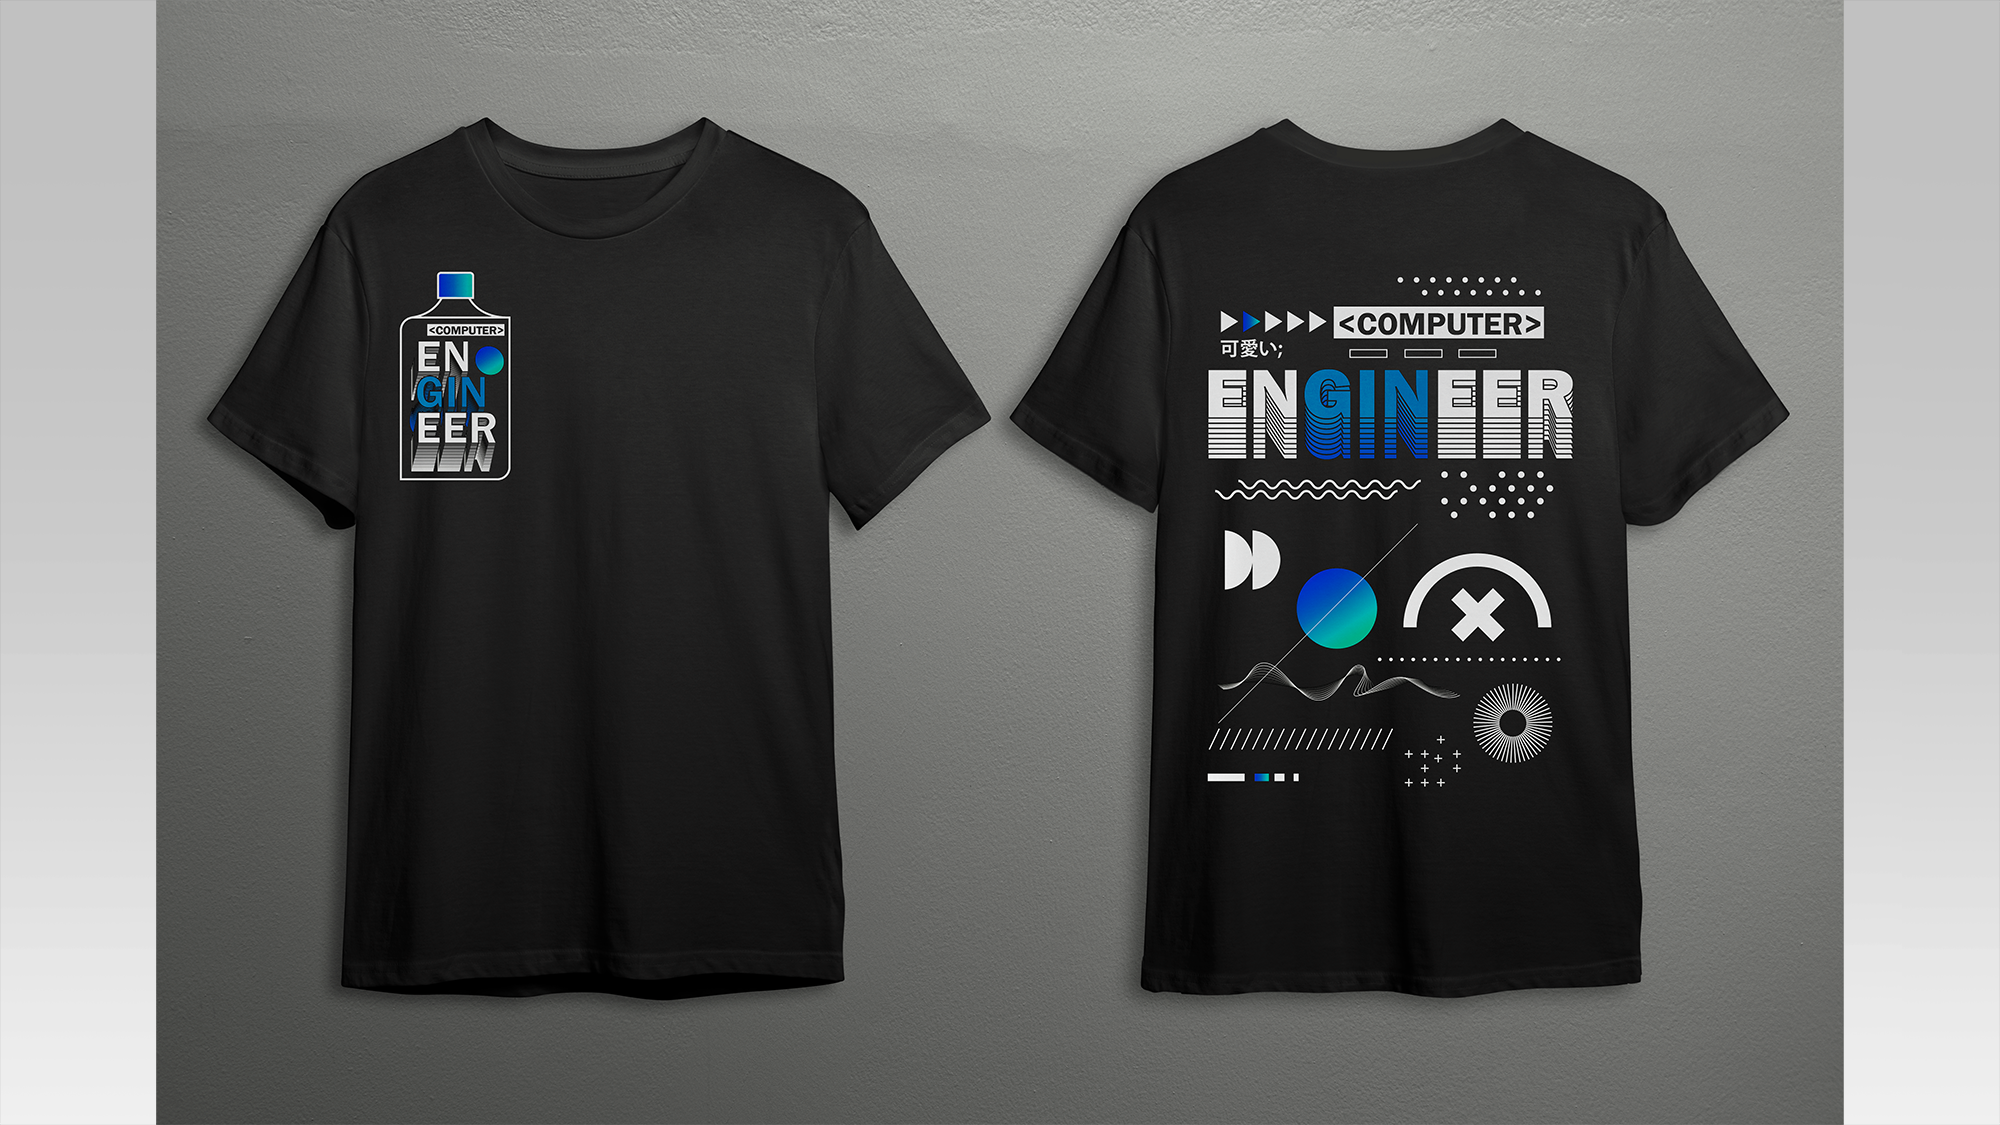 <COMPUTER>
EN
GIN
EER
<COMPUTER>
可愛い;
ENGINEER